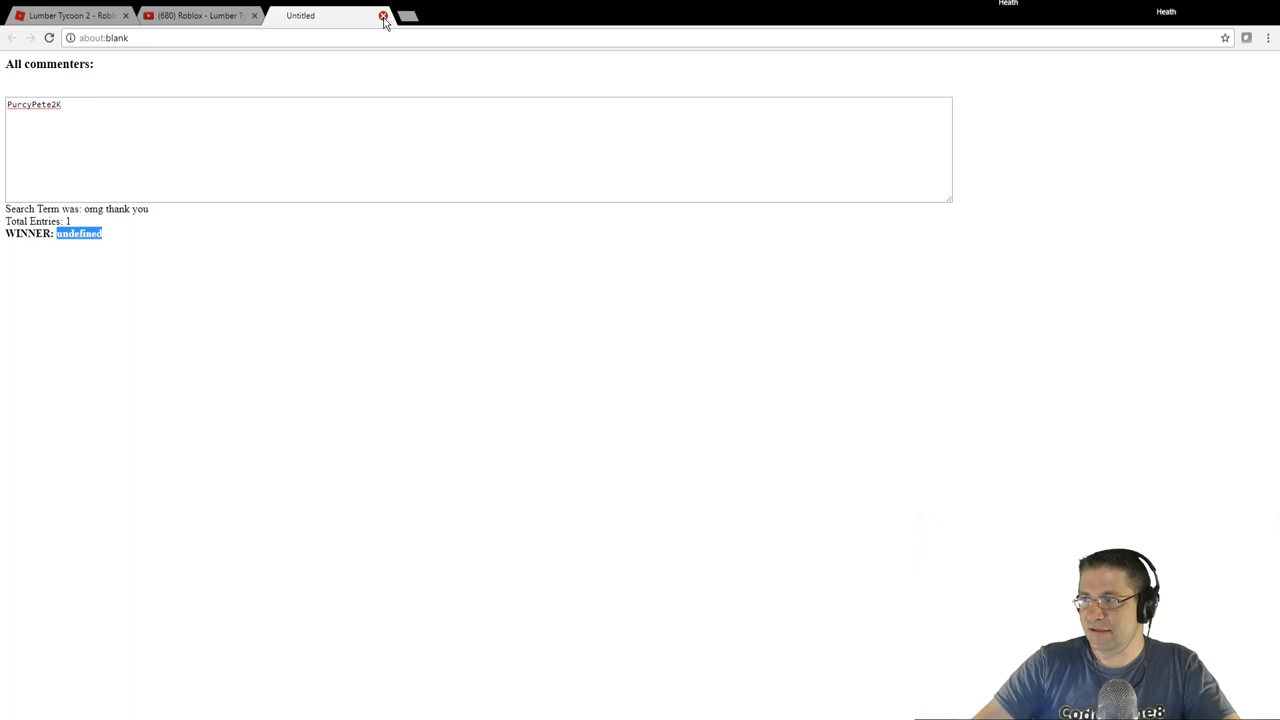 Heath
Heath
Lumber Tycoon 2 - Robl
(680) Roblox - Lumber T
Untitled
about:blank
All commenters:
PurcyPete2K
Search Term was: omg thank you
Total Entries: 1
WINNER: undefined